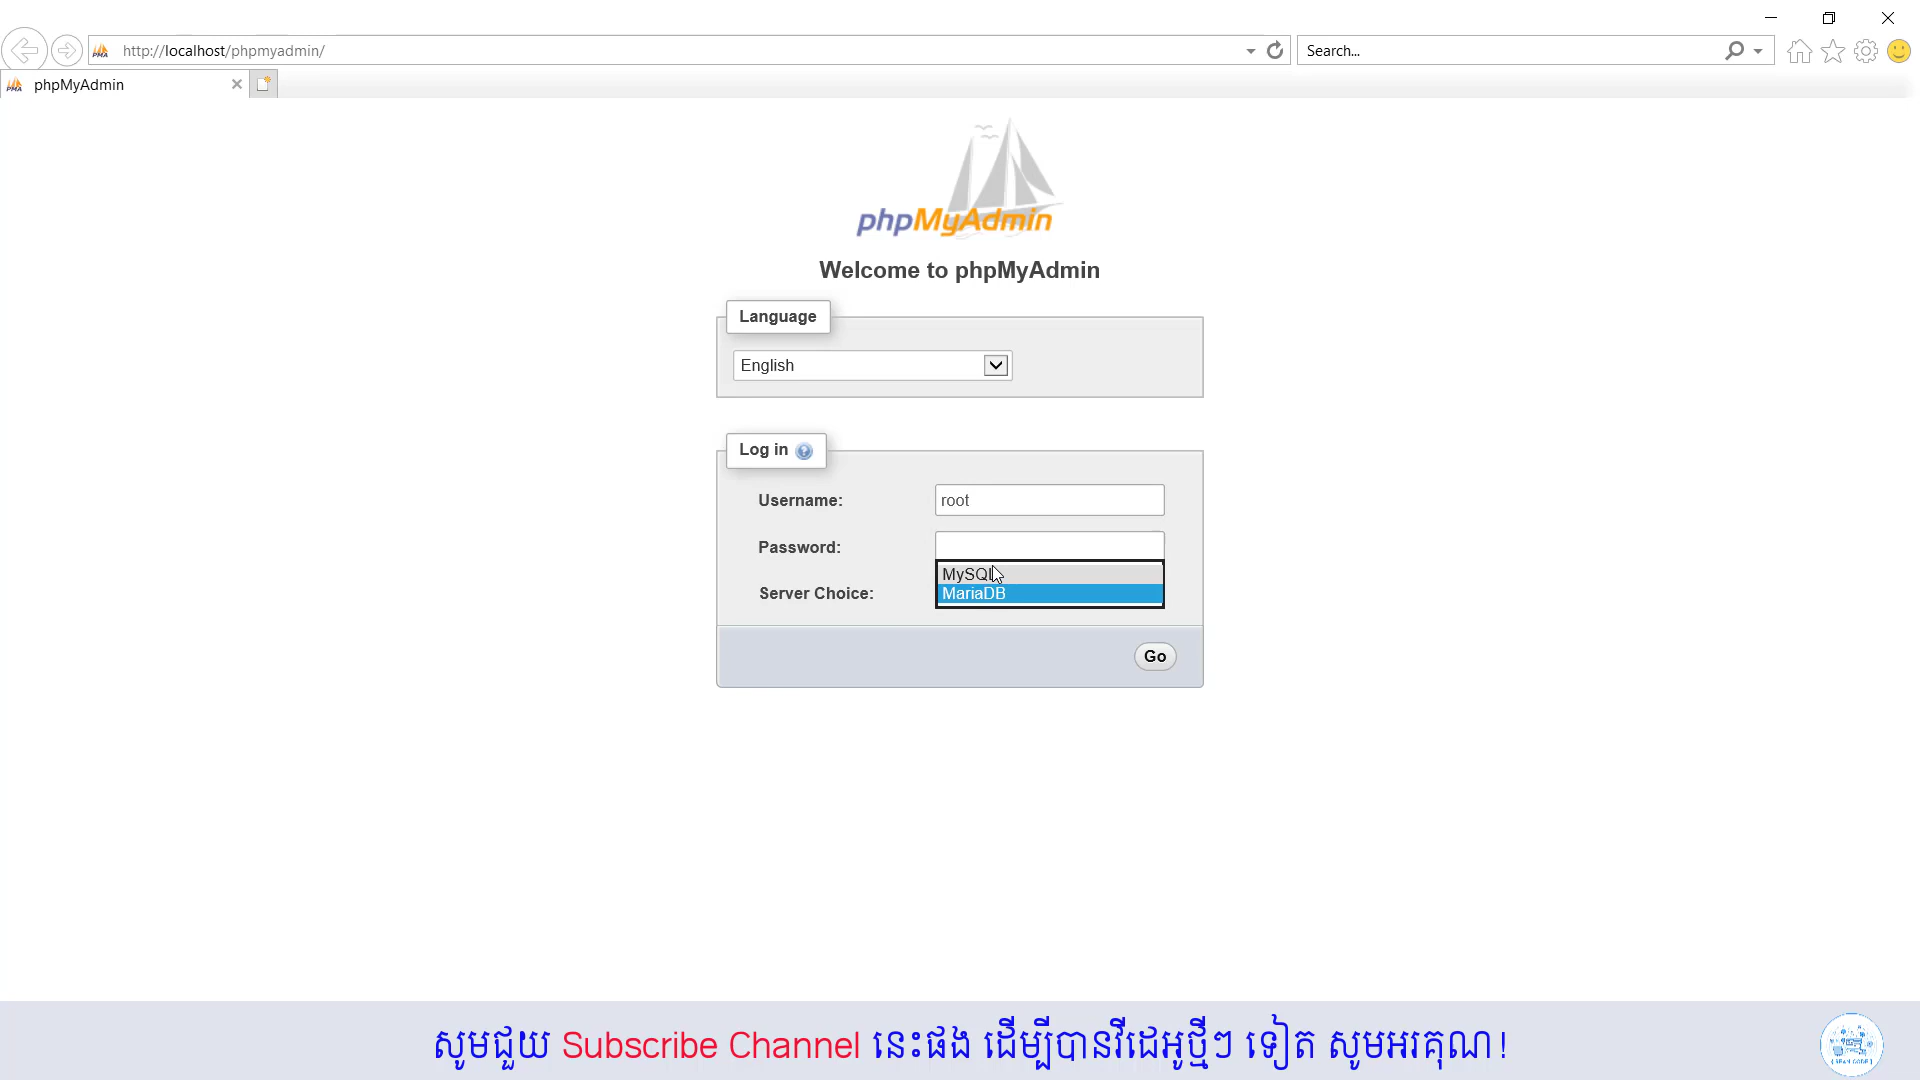 http://localhost/phpmyadmin/
Search...
phpMyAdmin
phpMyAdmin
Welcome to phpMyAdmin
Language
English
Log in
Username: root
Password:
MySQL
Server Choice: MariaDB
Go
សូមជួយ Subscribe Channel នេះផង ដើម្បីបានវីដេអូថ្មីៗ ទៀត សូមអរគុណ!